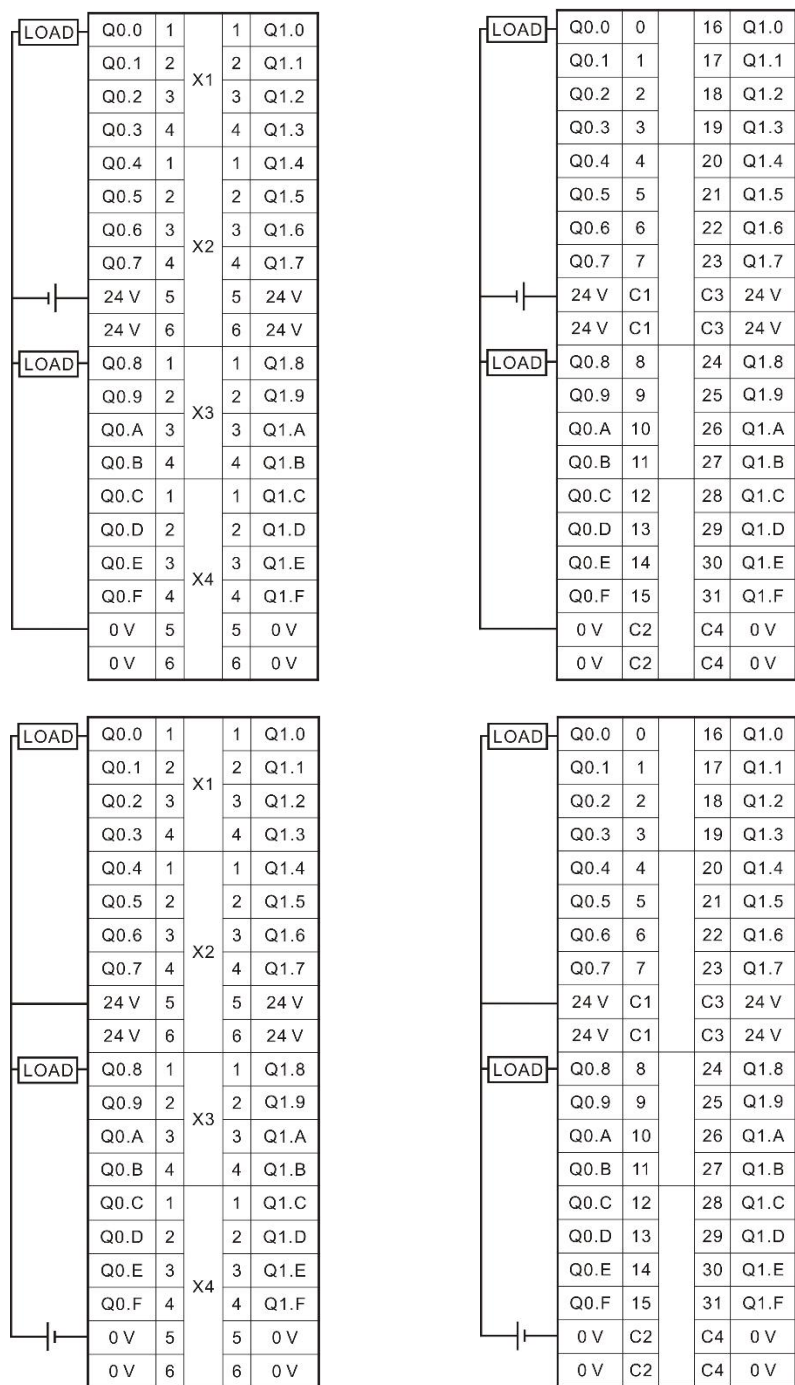 LOAD Q0.0 1 1 Q1.0
Q0.1 2 X1 2 Q1.1
Q0.2 3 3 Q1.2
Q0.3 4 4 Q1.3
Q0.4 1 1 Q1.4
Q0.5 2 2 Q1.5
Q0.6 3 X2 3 Q1.6
Q0.7 4 4 Q1.7
24 V 5 5 24 V
24 V 6 6 24 V
LOAD Q0.8 1 1 Q1.8
Q0.9 2 X3 2 Q1.9
Q0.A 3 3 Q1.A
Q0.B 4 4 Q1.B
Q0.C 1 1 Q1.C
Q0.D 2 2 Q1.D
Q0.E 3 X4 3 Q1.E
Q0.F 4 4 Q1.F
0 V 5 5 0 V
0 V 6 6 0 V
LOAD Q0.0 0 16 Q1.0
Q0.1 1 17 Q1.1
Q0.2 2 18 Q1.2
Q0.3 3 19 Q1.3
Q0.4 4 20 Q1.4
Q0.5 5 21 Q1.5
Q0.6 6 22 Q1.6
Q0.7 7 23 Q1.7
24 V C1 C3 24 V
24 V C1 C3 24 V
LOAD Q0.8 8 24 Q1.8
Q0.9 9 25 Q1.9
Q0.A 10 26 Q1.A
Q0.B 11 27 Q1.B
Q0.C 12 28 Q1.C
Q0.D 13 29 Q1.D
Q0.E 14 30 Q1.E
Q0.F 15 31 Q1.F
0 V C2 C4 0 V
0 V C2 C4 0 V
LOAD Q0.0 1 1 Q1.0
Q0.1 2 X1 2 Q1.1
Q0.2 3 3 Q1.2
Q0.3 4 4 Q1.3
Q0.4 1 1 Q1.4
Q0.5 2 2 Q1.5
Q0.6 3 X2 3 Q1.6
Q0.7 4 4 Q1.7
24 V 5 5 24 V
24 V 6 6 24 V
LOAD Q0.8 1 1 Q1.8
Q0.9 2 X3 2 Q1.9
Q0.A 3 3 Q1.A
Q0.B 4 4 Q1.B
Q0.C 1 1 Q1.C
Q0.D 2 2 Q1.D
Q0.E 3 X4 3 Q1.E
Q0.F 4 4 Q1.F
0 V 5 5 0 V
0 V 6 6 0 V
LOAD Q0.0 0 16 Q1.0
Q0.1 1 17 Q1.1
Q0.2 2 18 Q1.2
Q0.3 3 19 Q1.3
Q0.4 4 20 Q1.4
Q0.5 5 21 Q1.5
Q0.6 6 22 Q1.6
Q0.7 7 23 Q1.7
24 V C1 C3 24 V
24 V C1 C3 24 V
LOAD Q0.8 8 24 Q1.8
Q0.9 9 25 Q1.9
Q0.A 10 26 Q1.A
Q0.B 11 27 Q1.B
Q0.C 12 28 Q1.C
Q0.D 13 29 Q1.D
Q0.E 14 30 Q1.E
Q0.F 15 31 Q1.F
0 V C2 C4 0 V
0 V C2 C4 0 V